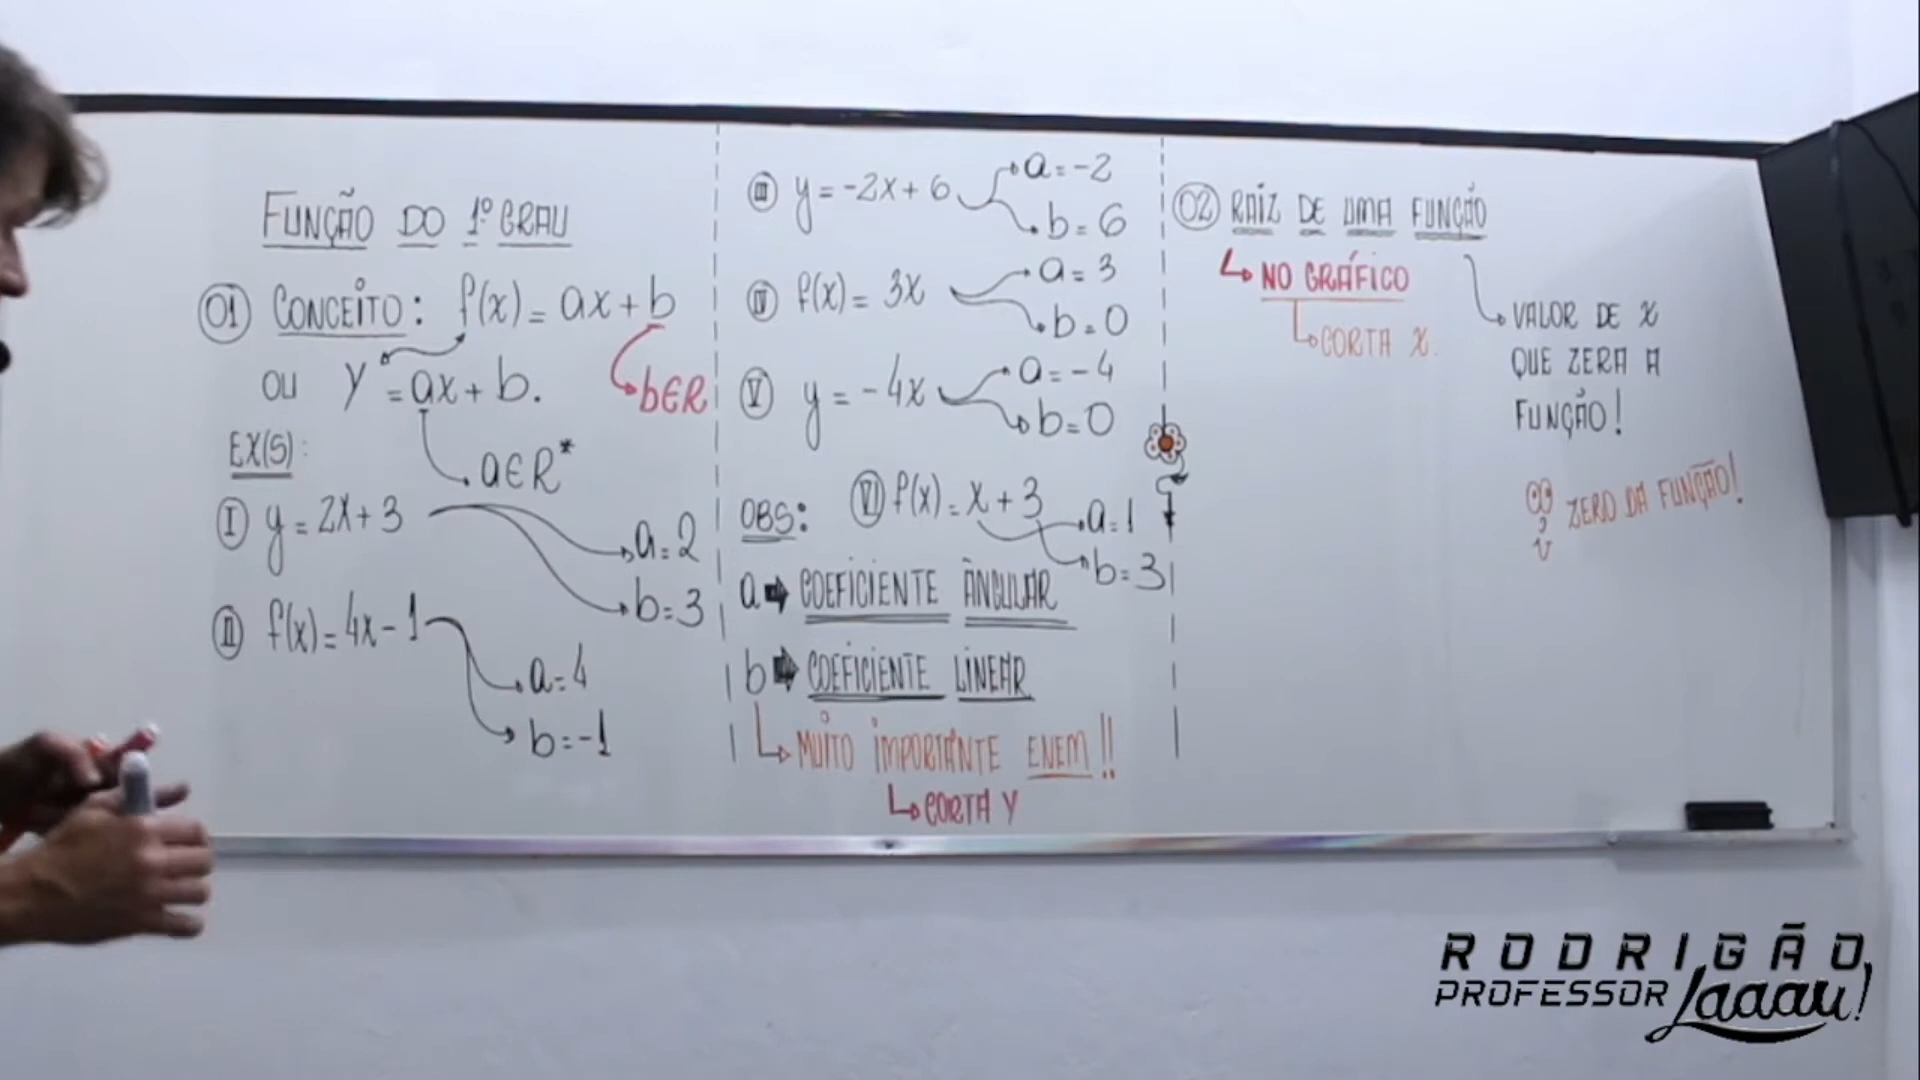 FUNÇÃO DO 1º GRAU
01 CONCEITO: f(x) = ax + b
b∈R
ou y = ax + b.
a∈R*
EX(S):
I y = 2x + 3
a = 2
b = 3
II f(x) = 4x - 1
a = 4
b = -1
III y = -2x + 6
a = -2
b = 6
IV f(x) = 3x
a = 3
b = 0
V y = -4x
a = -4
b = 0
OBS: VI f(x) = x + 3
a = 1
b = 3
a → COEFICIENTE ANGULAR
b → COEFICIENTE LINEAR
MUITO IMPORTANTE ENEM!!
CORTA Y
02 RAIZ DE UMA FUNÇÃO
NO GRÁFICO
CORTA X.
VALOR DE X
QUE ZERA A
FUNÇÃO!
ZERO DA FUNÇÃO!
RODRIGÃO
PROFESSOR Laaau!